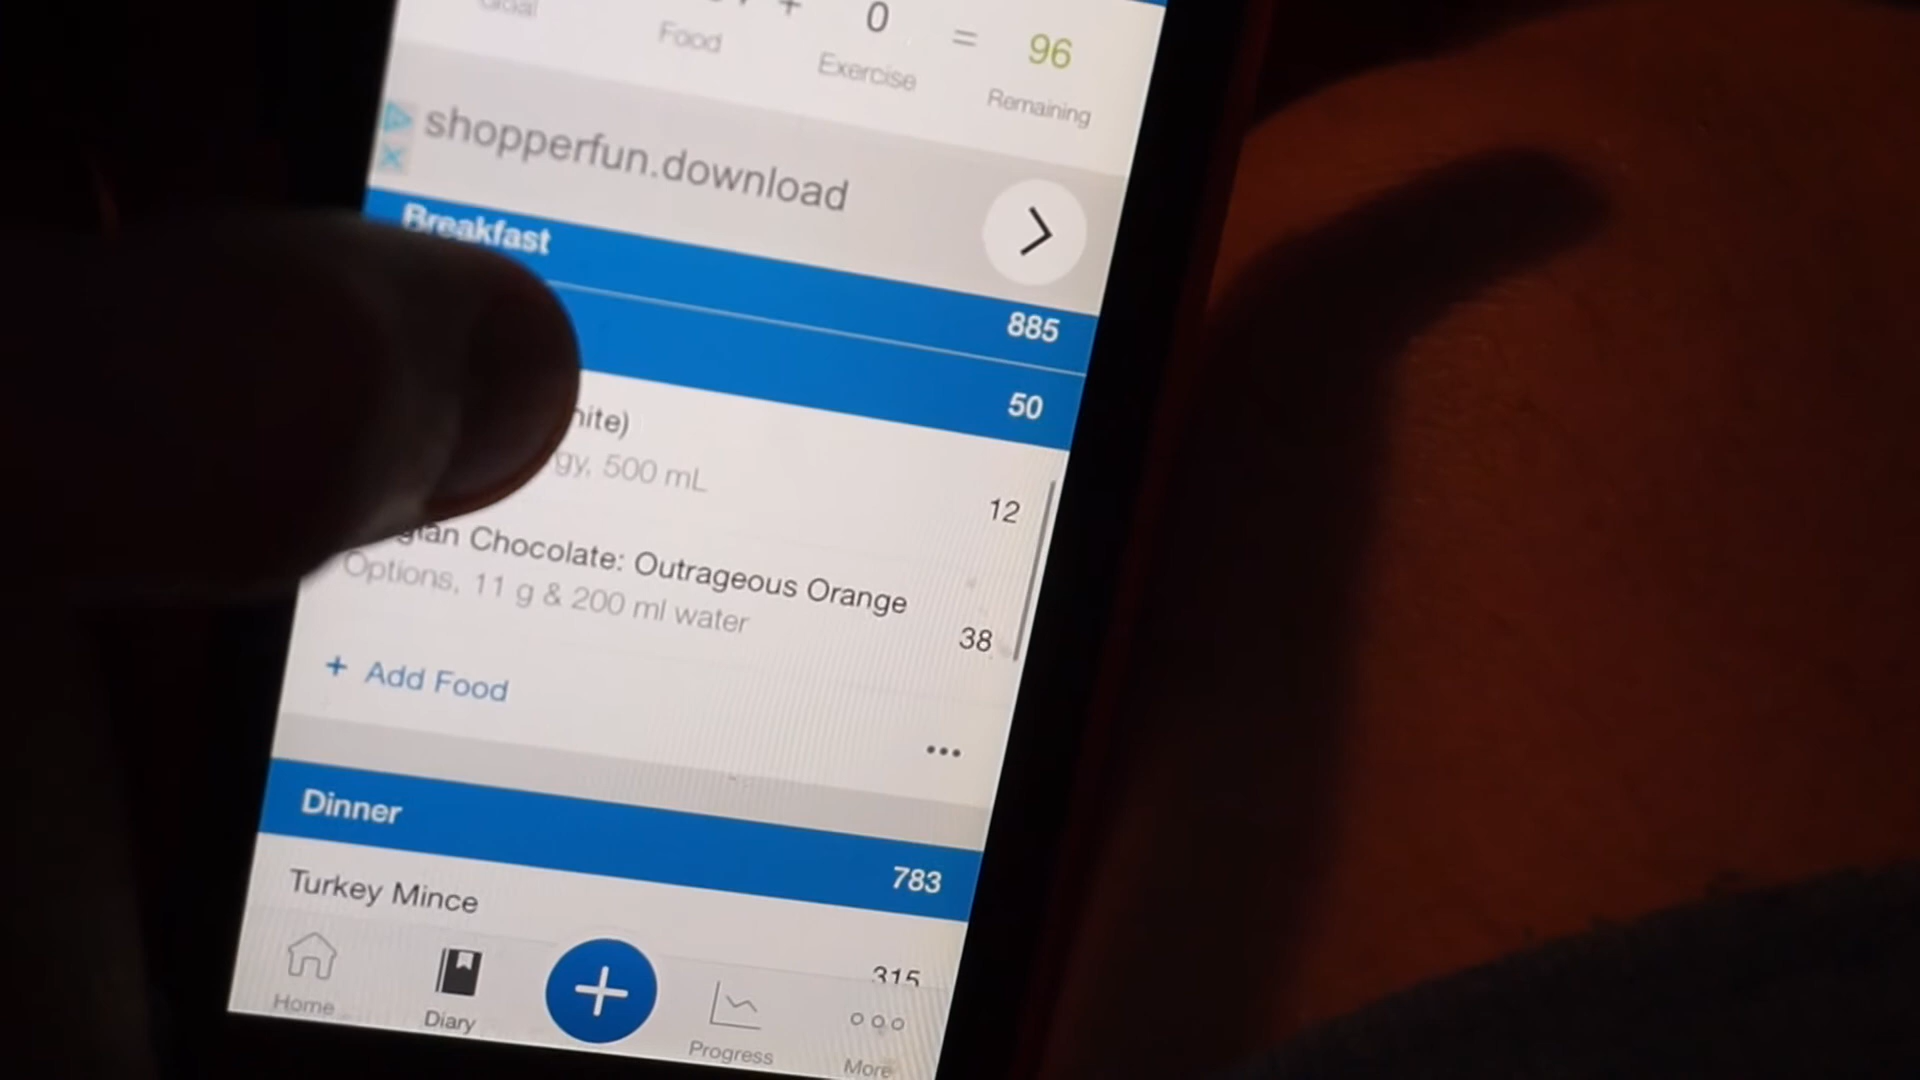 0 = 96
Food Exercise Remaining
shopperfun.download
Breakfast
885
50
hite)
gy, 500 mL
12
gian Chocolate: Outrageous Orange
Options, 11 g & 200 ml water
38
+ Add Food
Dinner
783
Turkey Mince
315
Home Diary Progress More